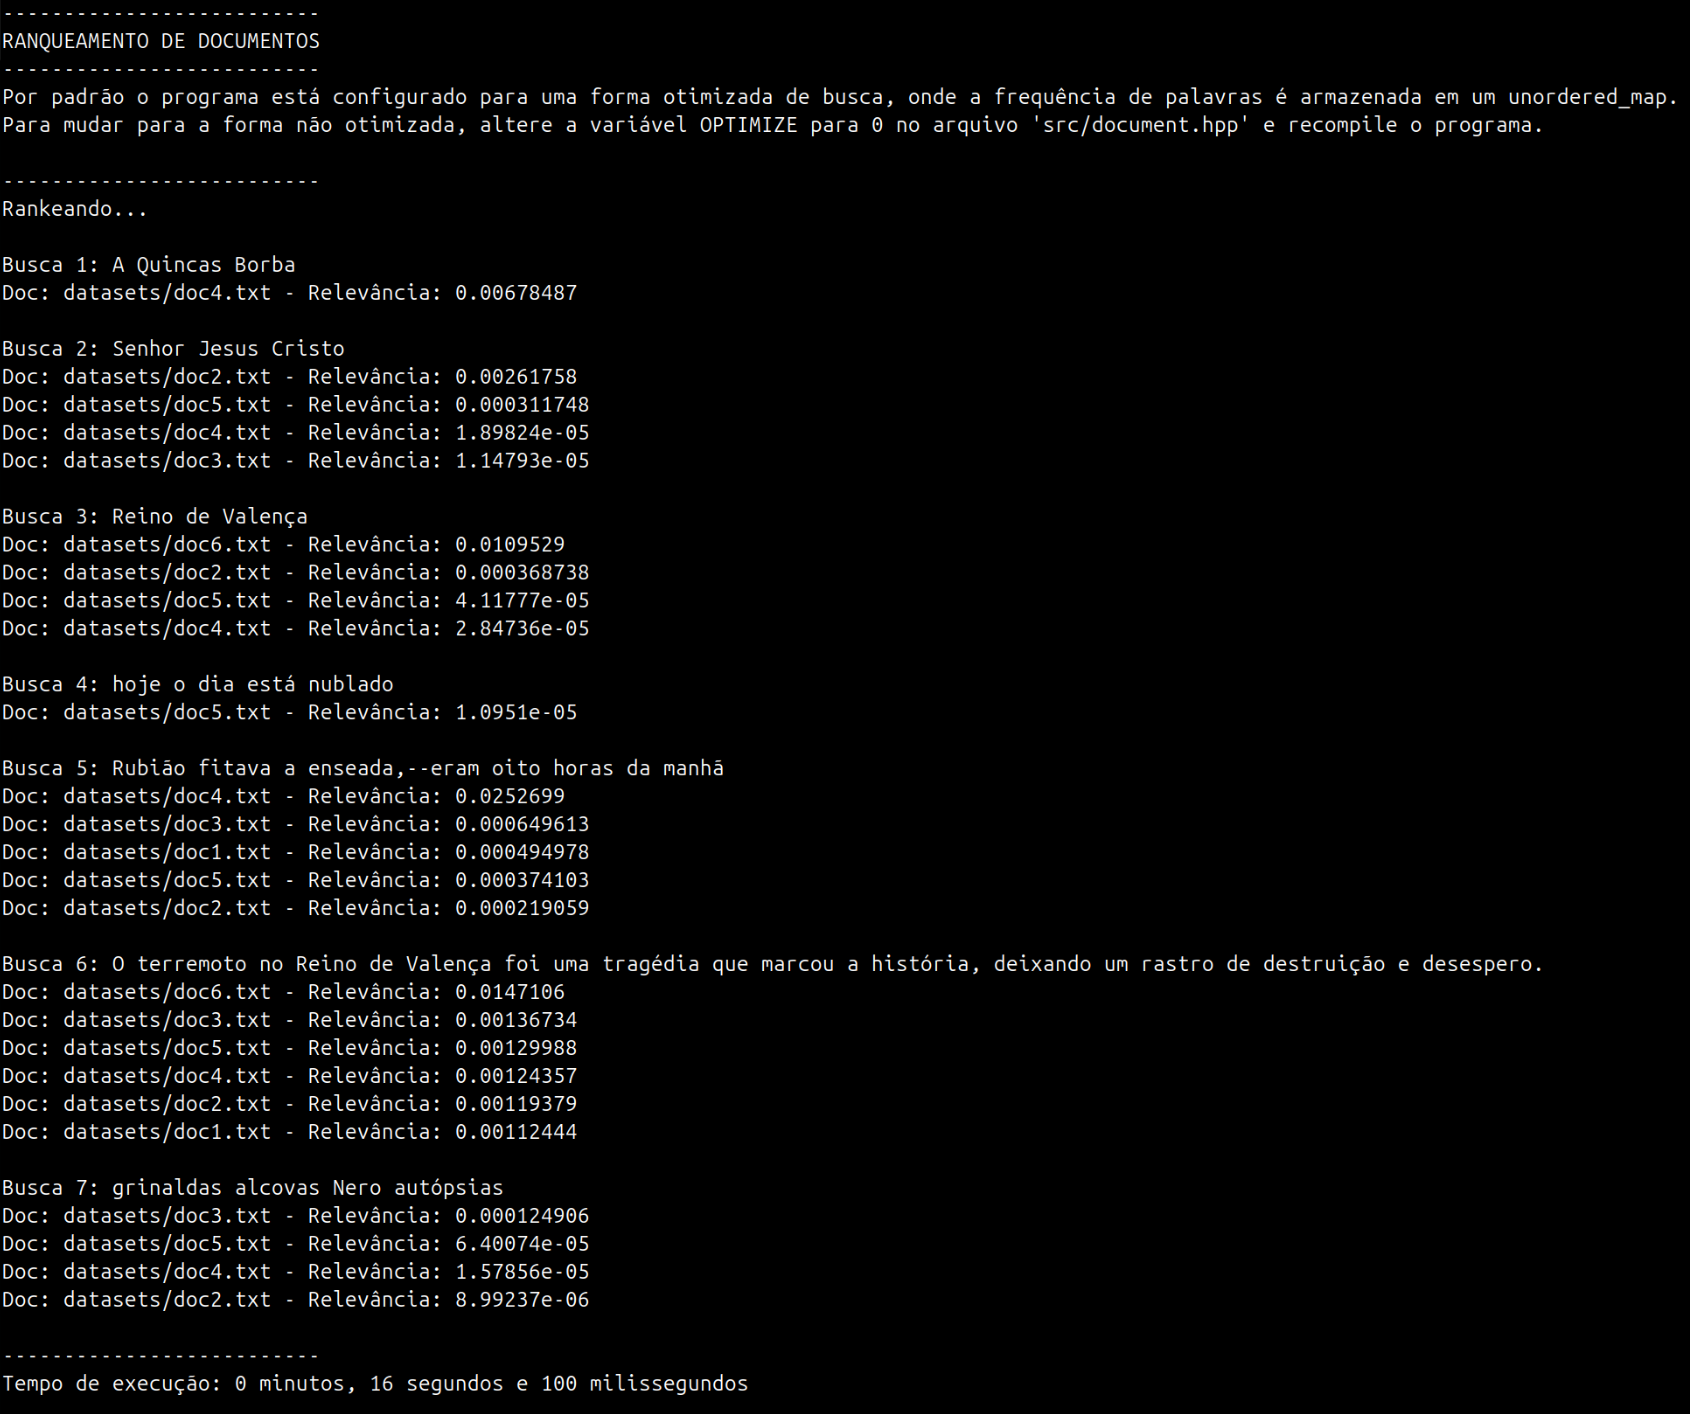 --------------------------
RANQUEAMENTO DE DOCUMENTOS
--------------------------
Por padrão o programa está configurado para uma forma otimizada de busca, onde a frequência de palavras é armazenada em um unordered_map.
Para mudar para a forma não otimizada, altere a variável OPTIMIZE para 0 no arquivo 'src/document.hpp' e recompile o programa.

--------------------------
Rankeando...

Busca 1: A Quincas Borba
Doc: datasets/doc4.txt - Relevância: 0.00678487

Busca 2: Senhor Jesus Cristo
Doc: datasets/doc2.txt - Relevância: 0.00261758
Doc: datasets/doc5.txt - Relevância: 0.000311748
Doc: datasets/doc4.txt - Relevância: 1.89824e-05
Doc: datasets/doc3.txt - Relevância: 1.14793e-05

Busca 3: Reino de Valença
Doc: datasets/doc6.txt - Relevância: 0.0109529
Doc: datasets/doc2.txt - Relevância: 0.000368738
Doc: datasets/doc5.txt - Relevância: 4.11777e-05
Doc: datasets/doc4.txt - Relevância: 2.84736e-05

Busca 4: hoje o dia está nublado
Doc: datasets/doc5.txt - Relevância: 1.0951e-05

Busca 5: Rubião fitava a enseada,--eram oito horas da manhã
Doc: datasets/doc4.txt - Relevância: 0.0252699
Doc: datasets/doc3.txt - Relevância: 0.000649613
Doc: datasets/doc1.txt - Relevância: 0.000494978
Doc: datasets/doc5.txt - Relevância: 0.000374103
Doc: datasets/doc2.txt - Relevância: 0.000219059

Busca 6: O terremoto no Reino de Valença foi uma tragédia que marcou a história, deixando um rastro de destruição e desespero.
Doc: datasets/doc6.txt - Relevância: 0.0147106
Doc: datasets/doc3.txt - Relevância: 0.00136734
Doc: datasets/doc5.txt - Relevância: 0.00129988
Doc: datasets/doc4.txt - Relevância: 0.00124357
Doc: datasets/doc2.txt - Relevância: 0.00119379
Doc: datasets/doc1.txt - Relevância: 0.00112444

Busca 7: grinaldas alcovas Nero autópsias
Doc: datasets/doc3.txt - Relevância: 0.000124906
Doc: datasets/doc5.txt - Relevância: 6.40074e-05
Doc: datasets/doc4.txt - Relevância: 1.57856e-05
Doc: datasets/doc2.txt - Relevância: 8.99237e-06

--------------------------
Tempo de execução: 0 minutos, 16 segundos e 100 milissegundos